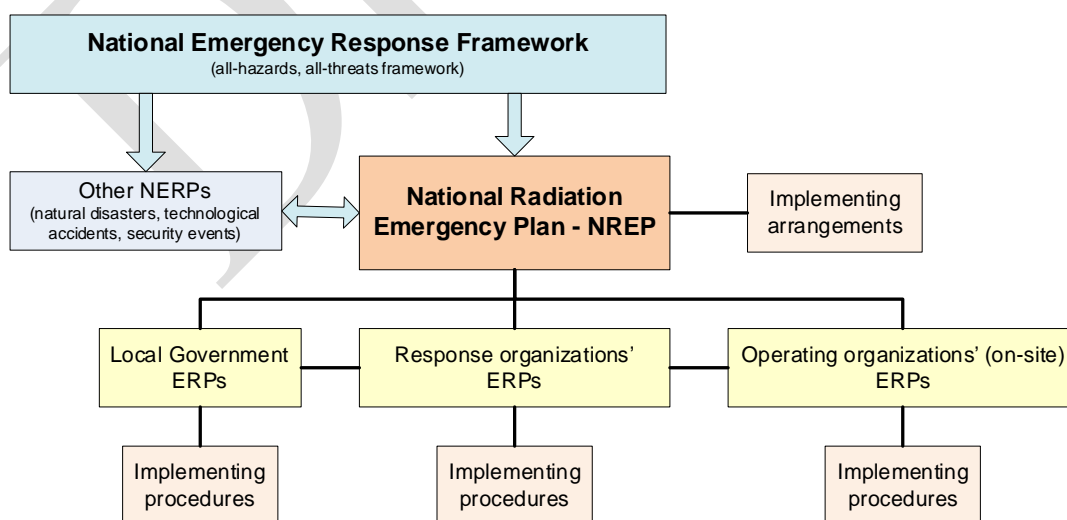 National Emergency Response Framework
(all-hazards, all-threats framework)
Other NERPs
(natural disasters, technological
accidents, security events)
National Radiation
Emergency Plan - NREP
Implementing
arrangements
Local Government
ERPs
Response organizations’
ERPs
Operating organizations’ (on-site)
ERPs
Implementing
procedures
Implementing
procedures
Implementing
procedures